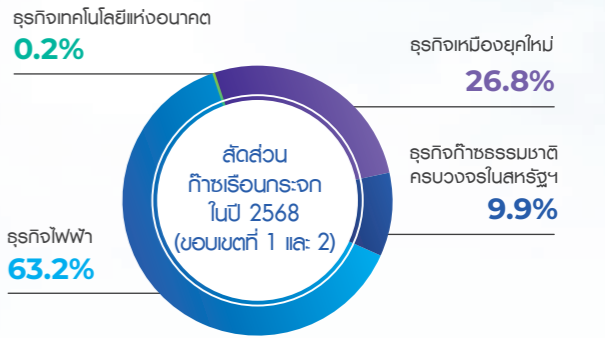 ธุรกิจเทคโนโลยีแห่งอนาคต
0.2%
ธุรกิจเหมืองยุคใหม่
26.8%
สัดส่วน
ก๊าซเรือนกระจก
ในปี 2568
(ขอบเขตที่ 1 และ 2)
ธุรกิจก๊าซธรรมชาติ
ครบวงจรในสหรัฐฯ
9.9%
ธุรกิจไฟฟ้า
63.2%